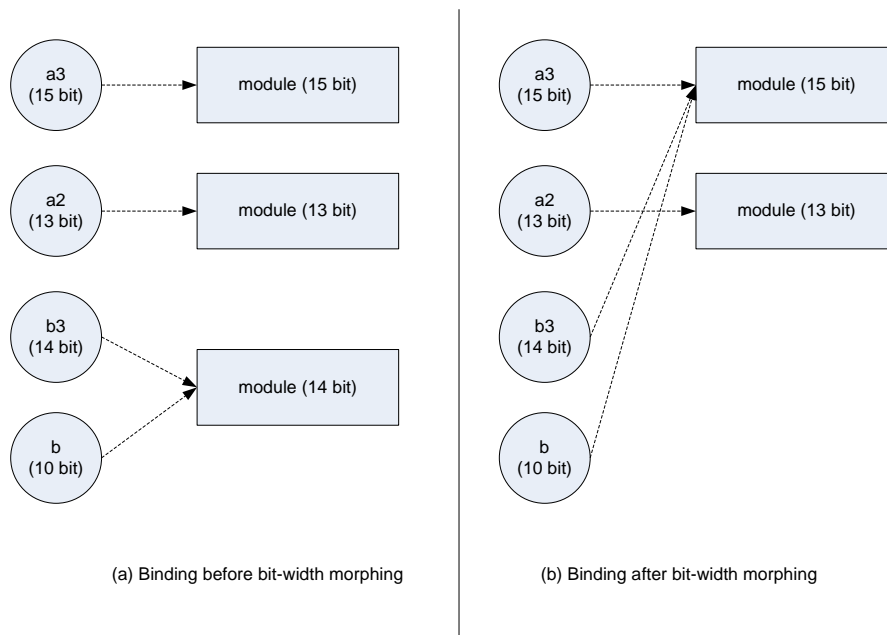 a3
(15 bit)
module (15 bit)
a2
(13 bit)
module (13 bit)
b3
(14 bit)
module (14 bit)
b
(10 bit)
(a) Binding before bit-width morphing
a3
(15 bit)
module (15 bit)
a2
(13 bit)
module (13 bit)
b3
(14 bit)
b
(10 bit)
(b) Binding after bit-width morphing